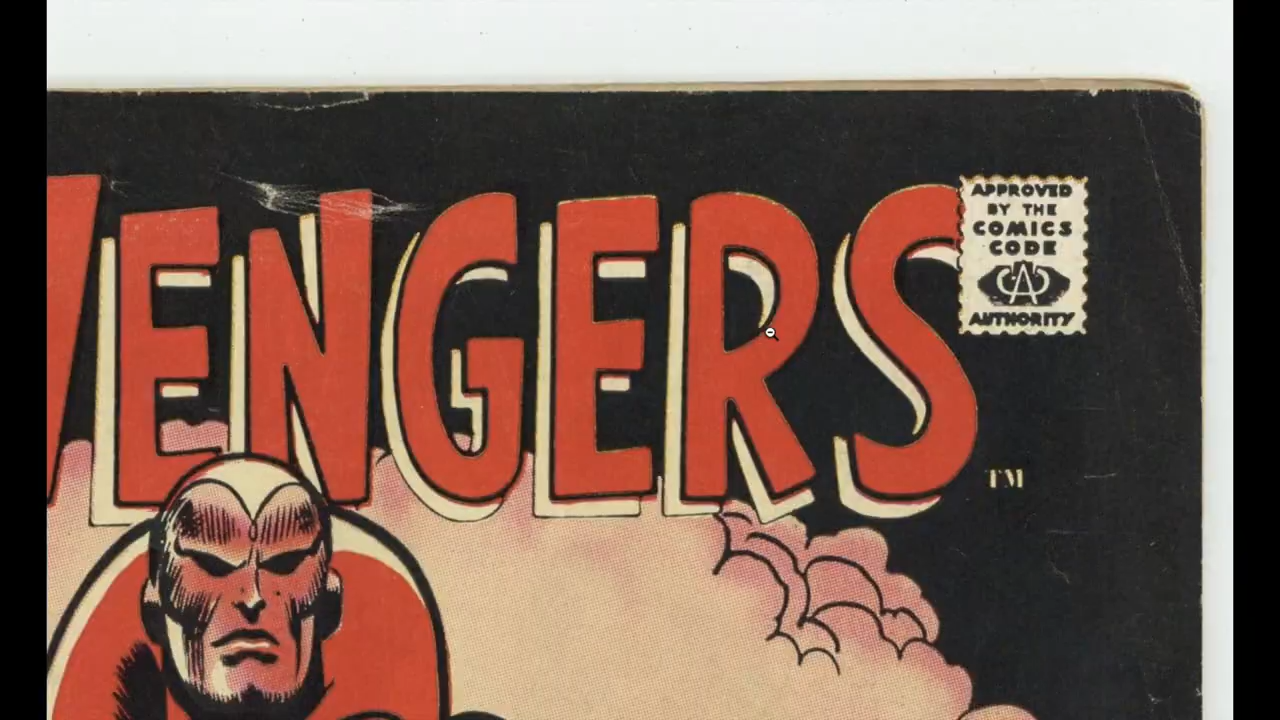 VENGERS
APPROVED
BY THE
COMICS
CODE
CA
AUTHORITY
TM